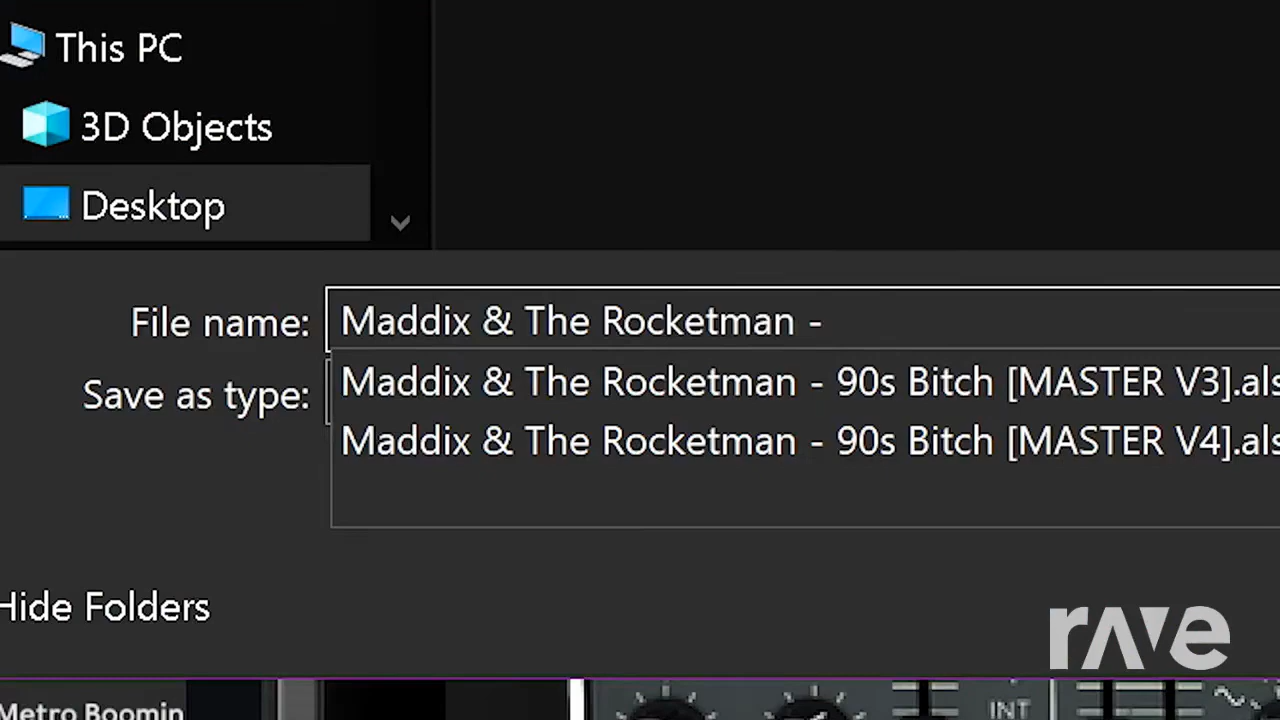 This PC
3D Objects
Desktop
File name: Maddix & The Rocketman -
Save as type:
Maddix & The Rocketman - 90s Bitch [MASTER V3].als
Maddix & The Rocketman - 90s Bitch [MASTER V4].als
Hide Folders
rave
Metro Boomin
INT